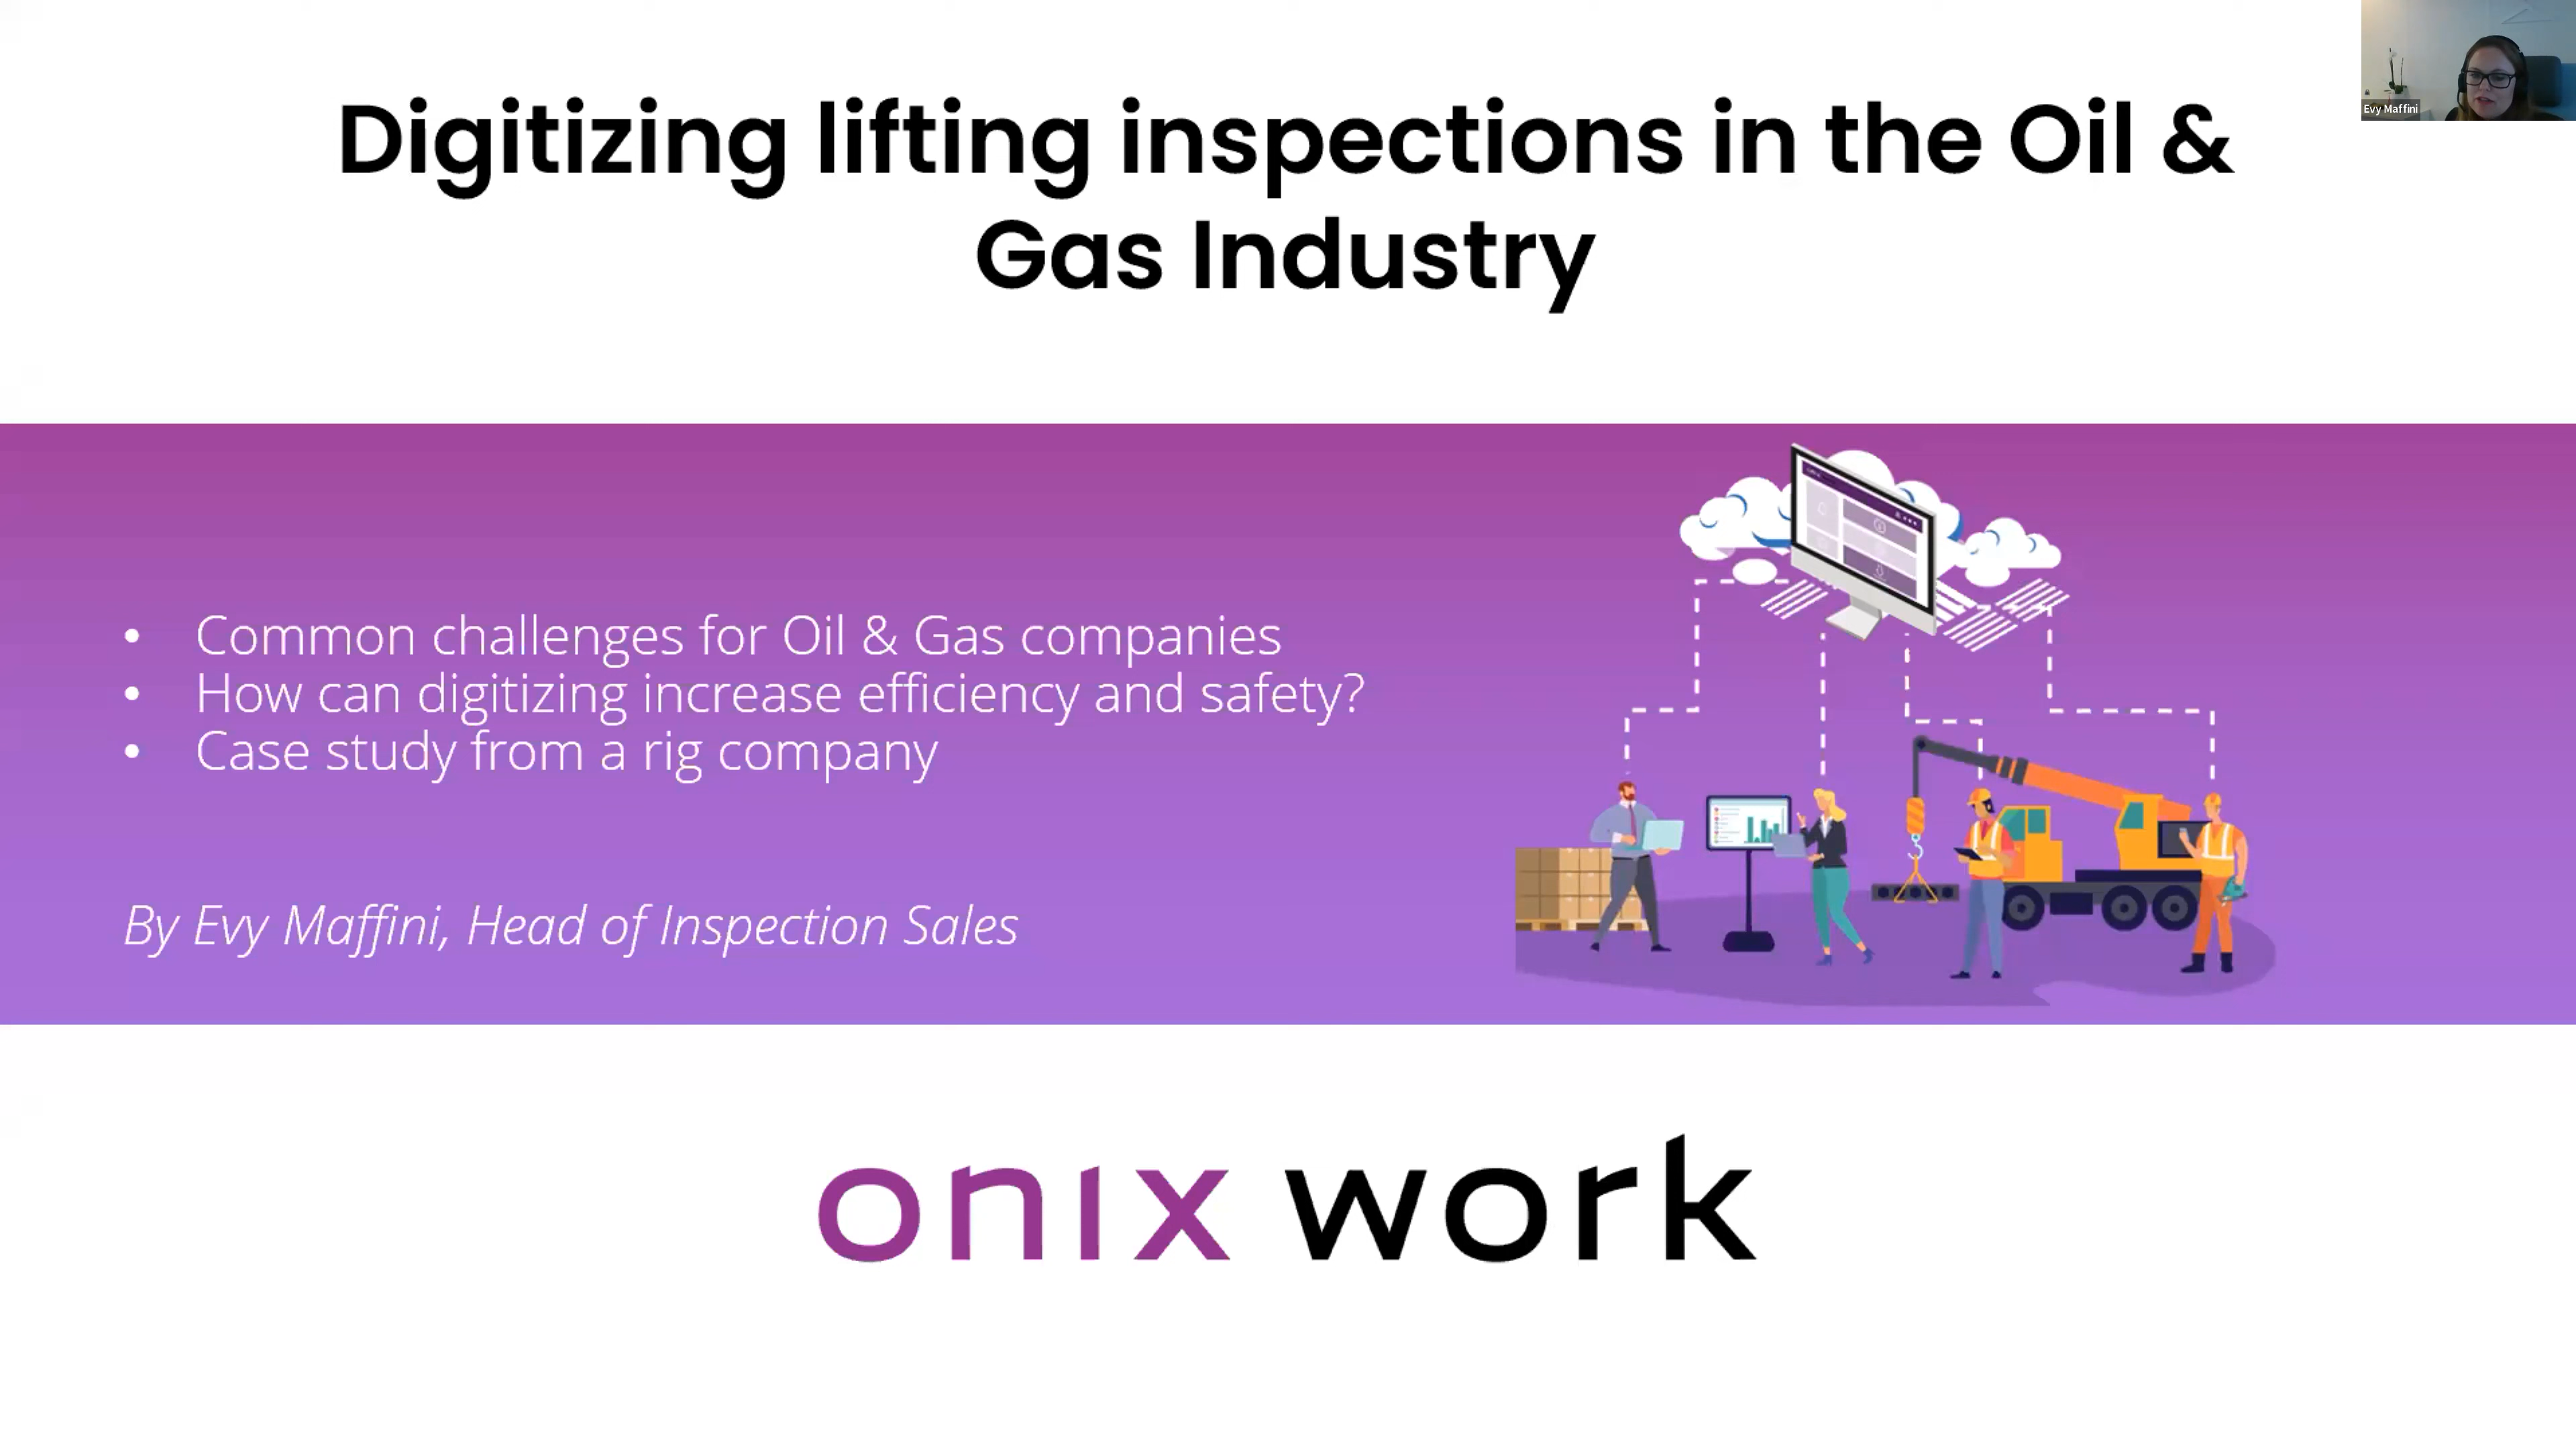 Digitizing lifting inspections in the Oil &
Gas Industry
Evy Maffini
• Common challenges for Oil & Gas companies
• How can digitizing increase efficiency and safety?
• Case study from a rig company
By Evy Maffini, Head of Inspection Sales
onix work